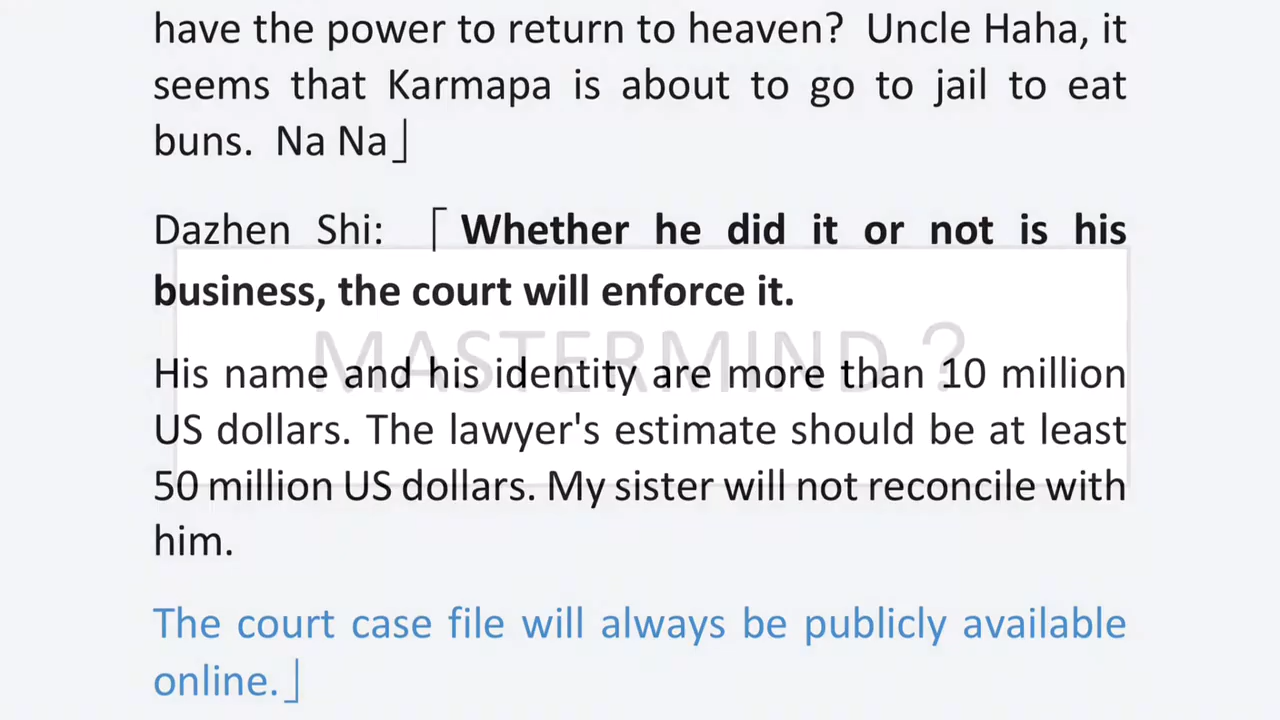 have the power to return to heaven? Uncle Haha, it
seems that Karmapa is about to go to jail to eat
buns. Na Na」
Dazhen Shi: 「Whether he did it or not is his
business, the court will enforce it.
MASTERMIND ?
His name and his identity are more than 10 million
US dollars. The lawyer's estimate should be at least
50 million US dollars. My sister will not reconcile with
him.
The court case file will always be publicly available
online.」